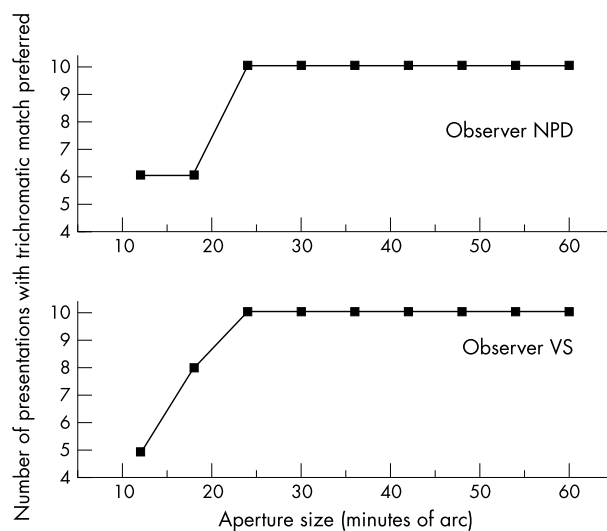 Number of presentations with trichromatic match preferred
10
9
8
7
6
5
4
Observer NPD
10 20 30 40 50 60
10
9
8
7
6
5
4
Observer VS
10 20 30 40 50 60
Aperture size (minutes of arc)